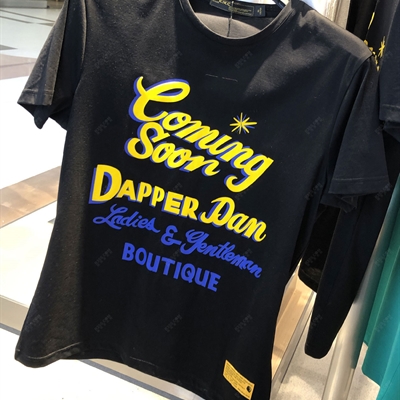 Coming
Soon
DAPPER Dan
Ladies & Gentleman
BOUTIQUE